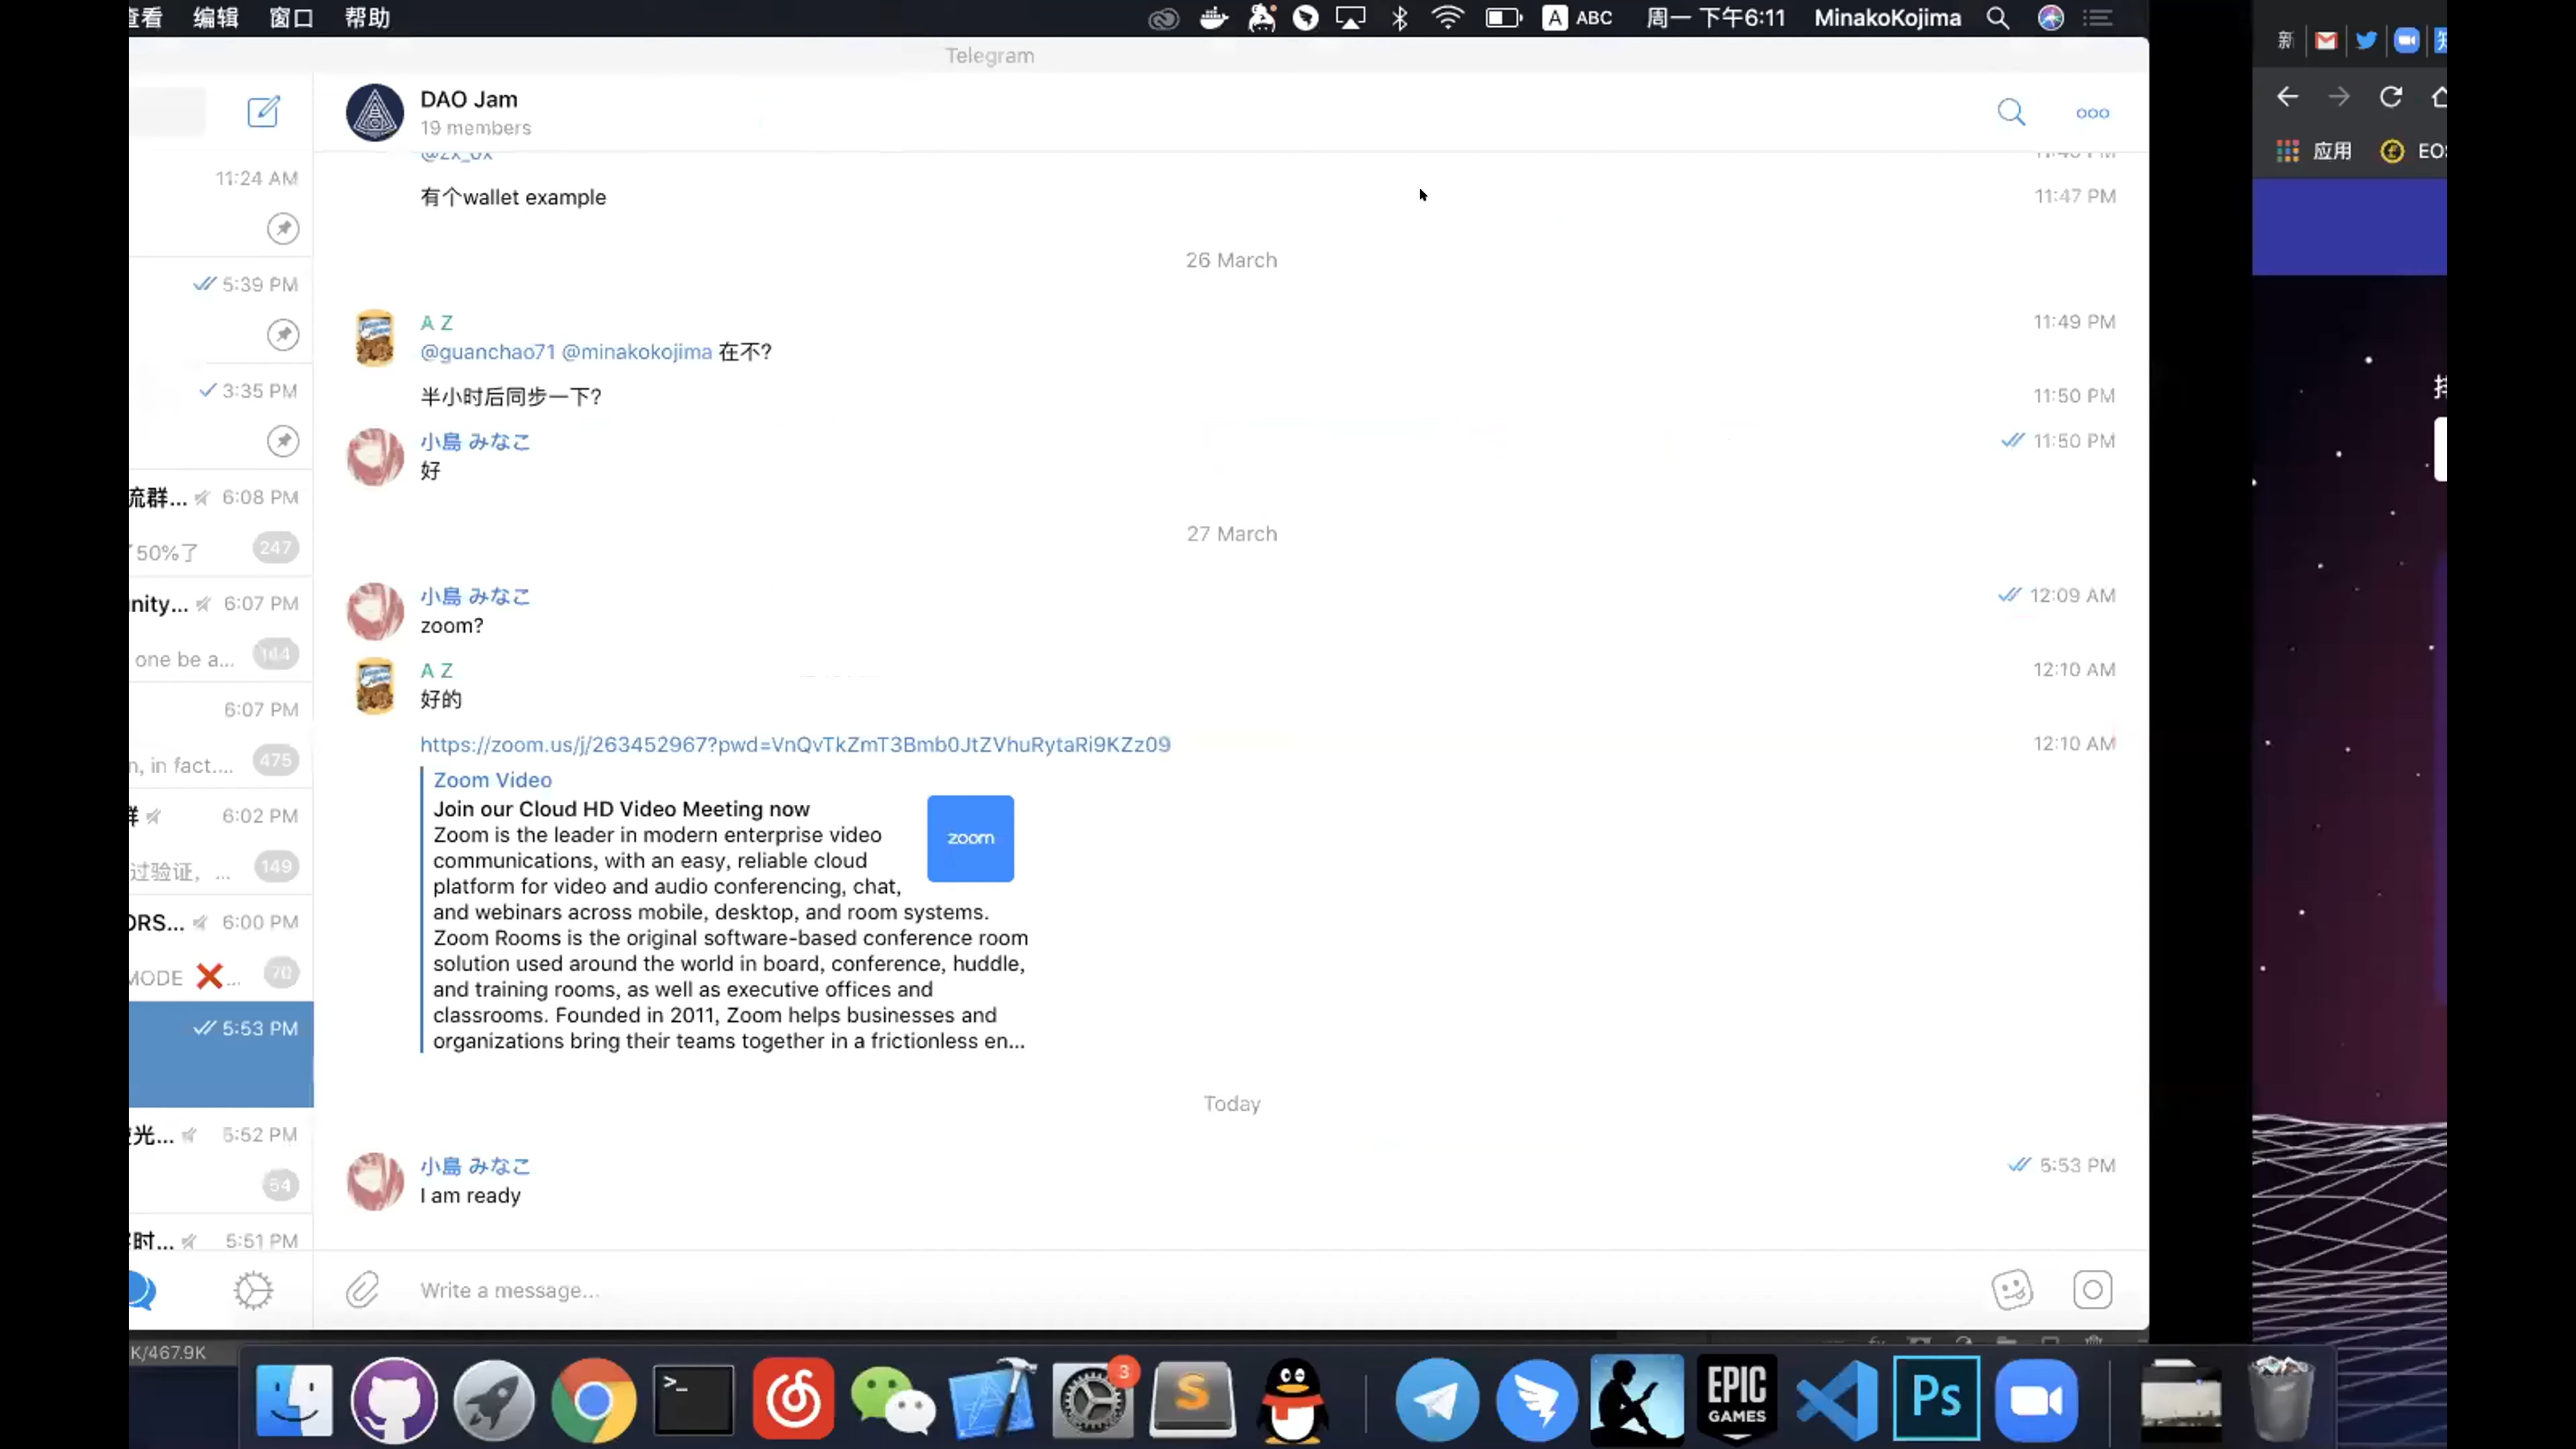 查看 编辑 窗口 帮助 A ABC 周一 下午6:11 MinakoKojima
Telegram
DAO Jam
19 members
11:24 AM
5:39 PM
3:35 PM
流群... 6:08 PM
50%了 247
nity... 6:07 PM
one be a...
6:07 PM
n, in fact.... 475
群 6:02 PM
过验证, ... 149
ORS... 6:00 PM
MODE ... 70
5:53 PM
光... 5:52 PM
54
时... 5:51 PM
@zx_0x
有个wallet example 11:47 PM
26 March
A Z 11:49 PM
@guanchao71 @minakokojima 在不?
半小时后同步一下? 11:50 PM
小島 みなこ 11:50 PM
好
27 March
小島 みなこ 12:09 AM
zoom?
A Z 12:10 AM
好的
https://zoom.us/j/263452967?pwd=VnQvTkZmT3Bmb0JtZVhuRytaRi9KZz09 12:10 AM
Zoom Video
Join our Cloud HD Video Meeting now
Zoom is the leader in modern enterprise video
communications, with an easy, reliable cloud
platform for video and audio conferencing, chat,
and webinars across mobile, desktop, and room systems.
Zoom Rooms is the original software-based conference room
solution used around the world in board, conference, huddle,
and training rooms, as well as executive offices and
classrooms. Founded in 2011, Zoom helps businesses and
organizations bring their teams together in a frictionless en...
zoom
Today
小島 みなこ 5:53 PM
I am ready
Write a message...
新
应用 EO
K/467.9K
3
S
EPIC
GAMES
Ps